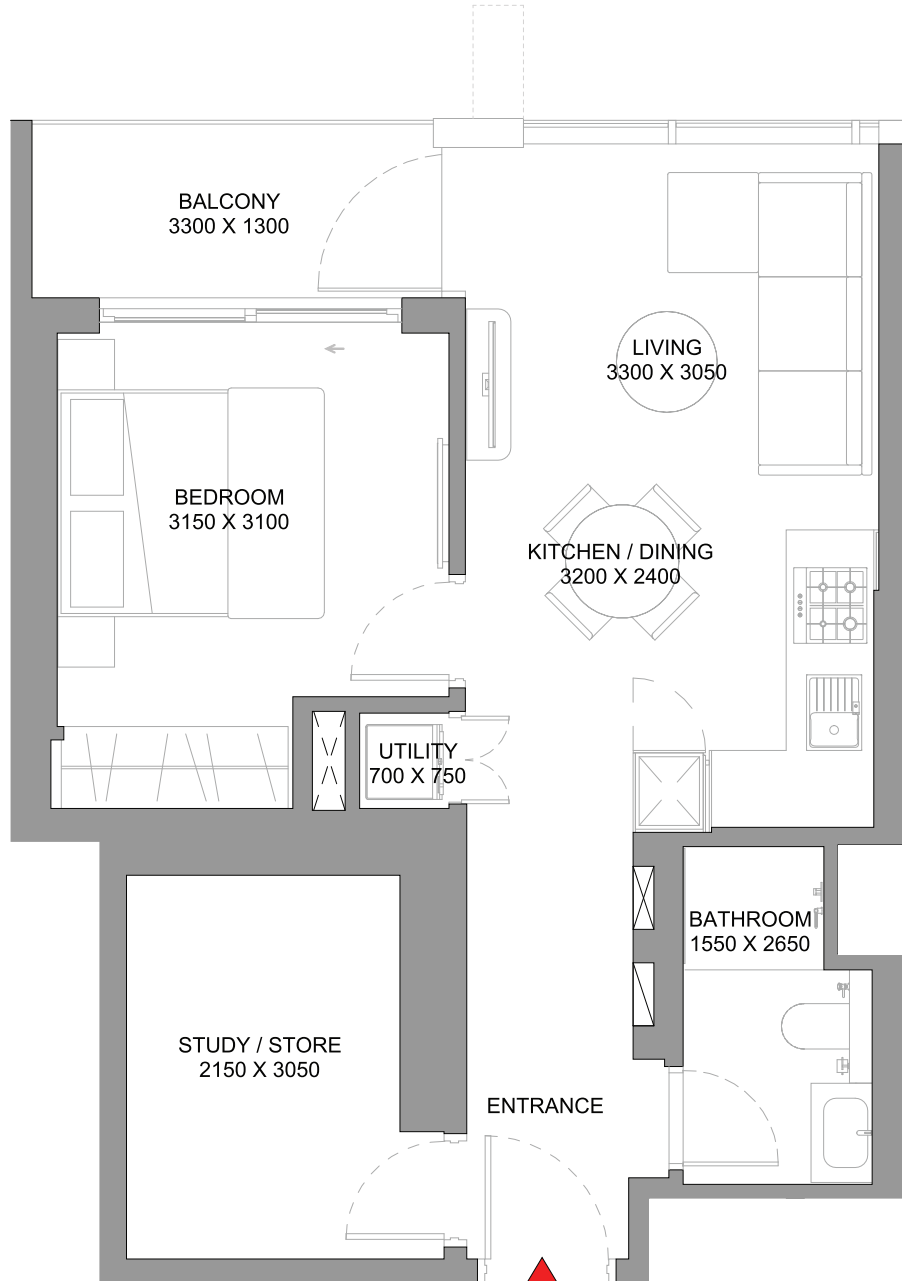 BALCONY
3300 X 1300
LIVING
3300 X 3050
BEDROOM
3150 X 3100
KITCHEN / DINING
3200 X 2400
UTILITY
700 X 750
BATHROOM
1550 X 2650
STUDY / STORE
2150 X 3050
ENTRANCE